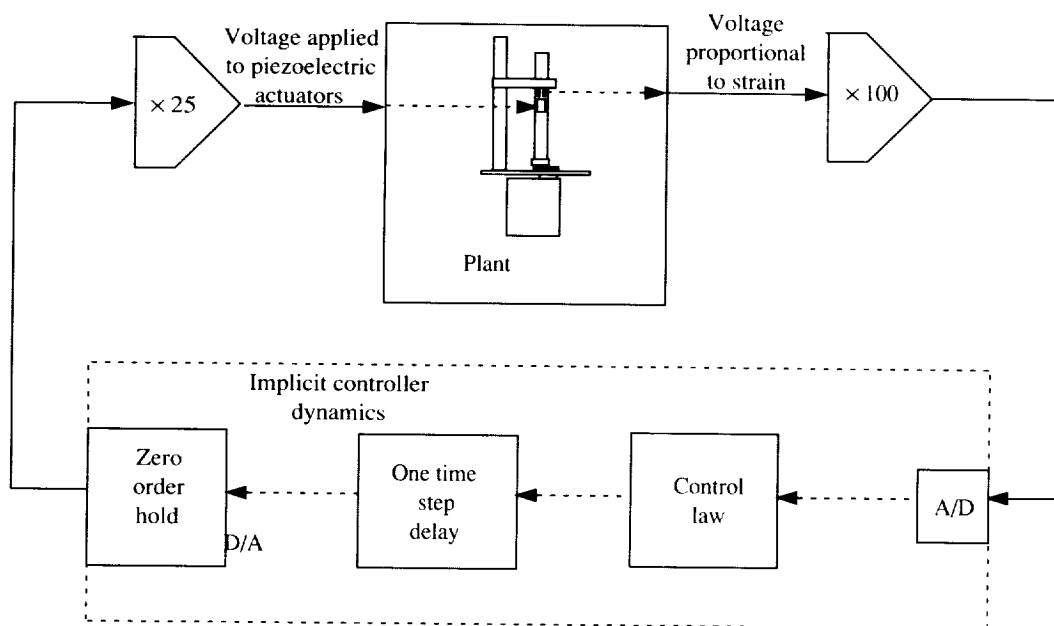 Voltage applied
to piezoelectric
actuators
× 25
Plant
Voltage
proportional
to strain
× 100
Implicit controller
dynamics
Zero
order
hold
D/A
One time
step
delay
Control
law
A/D